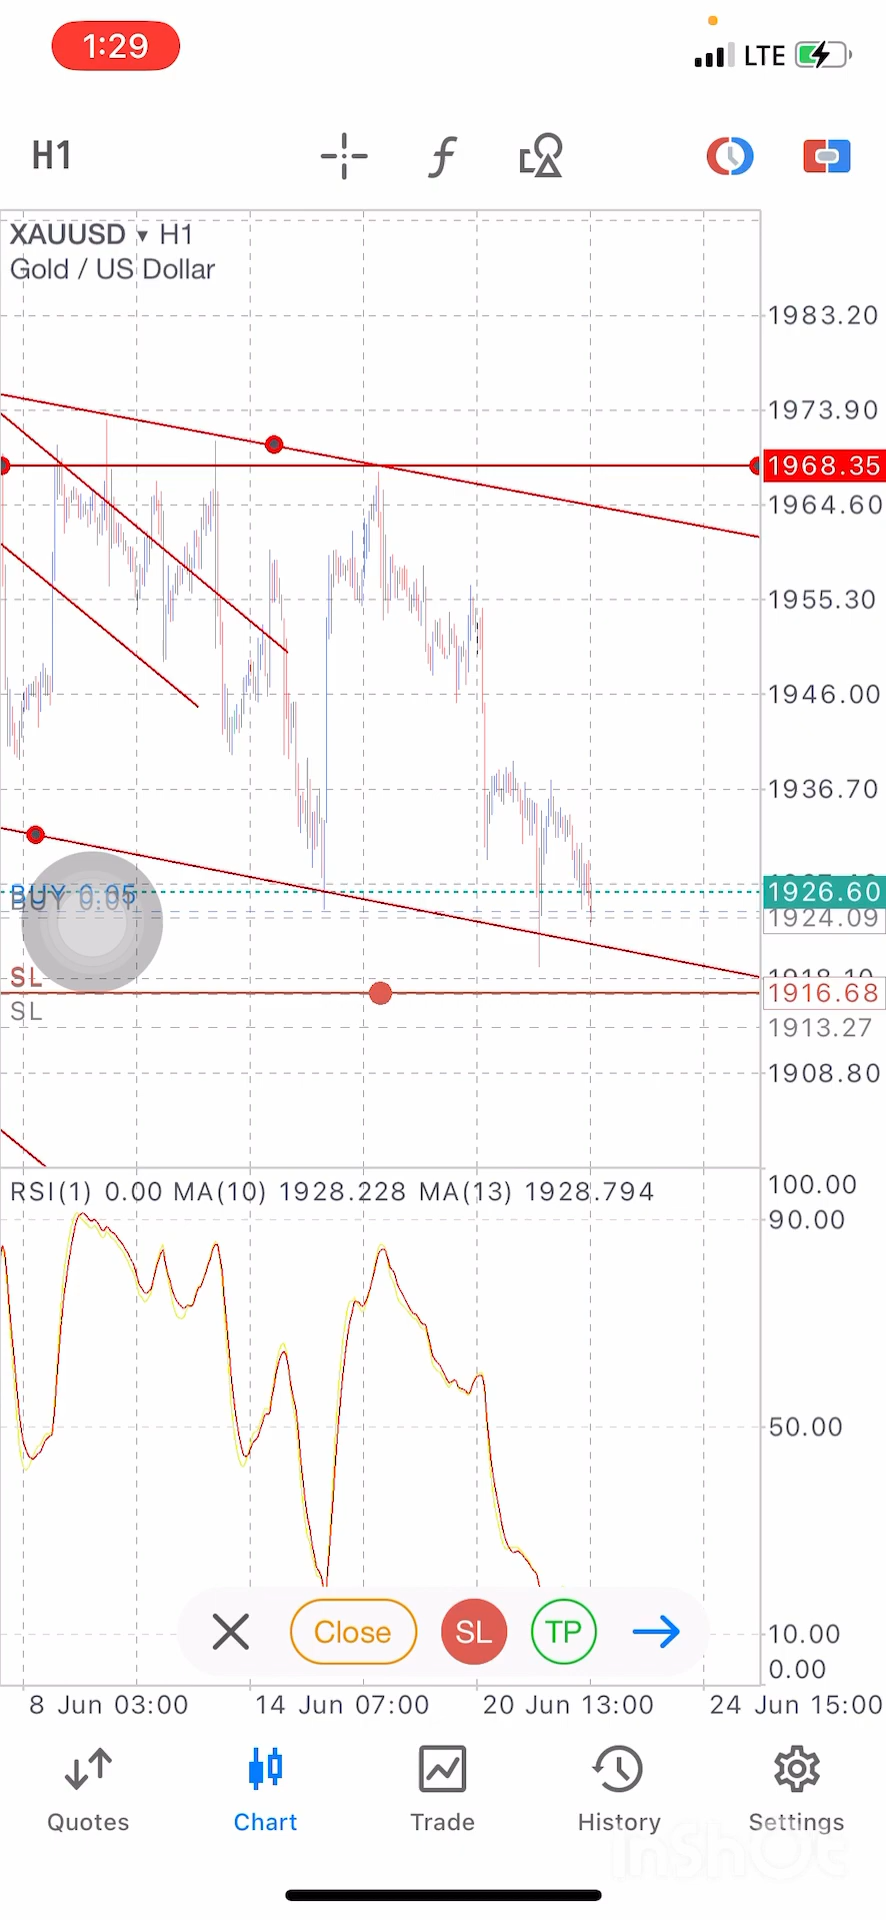 1:29
LTE
H1
XAUUSD ▾ H1
Gold / US Dollar
1983.20
1973.90
1968.35
1964.60
1955.30
1946.00
1936.70
BUY 0.05
1926.60
1924.09
SL
1918.10
1916.68
SL
1913.27
1908.80
RSI(1) 0.00 MA(10) 1928.228 MA(13) 1928.794
100.00
90.00
50.00
Close
SL
TP
10.00
0.00
8 Jun 03:00
14 Jun 07:00
20 Jun 13:00
24 Jun 15:00
Quotes
Chart
Trade
History
Settings
InShOt